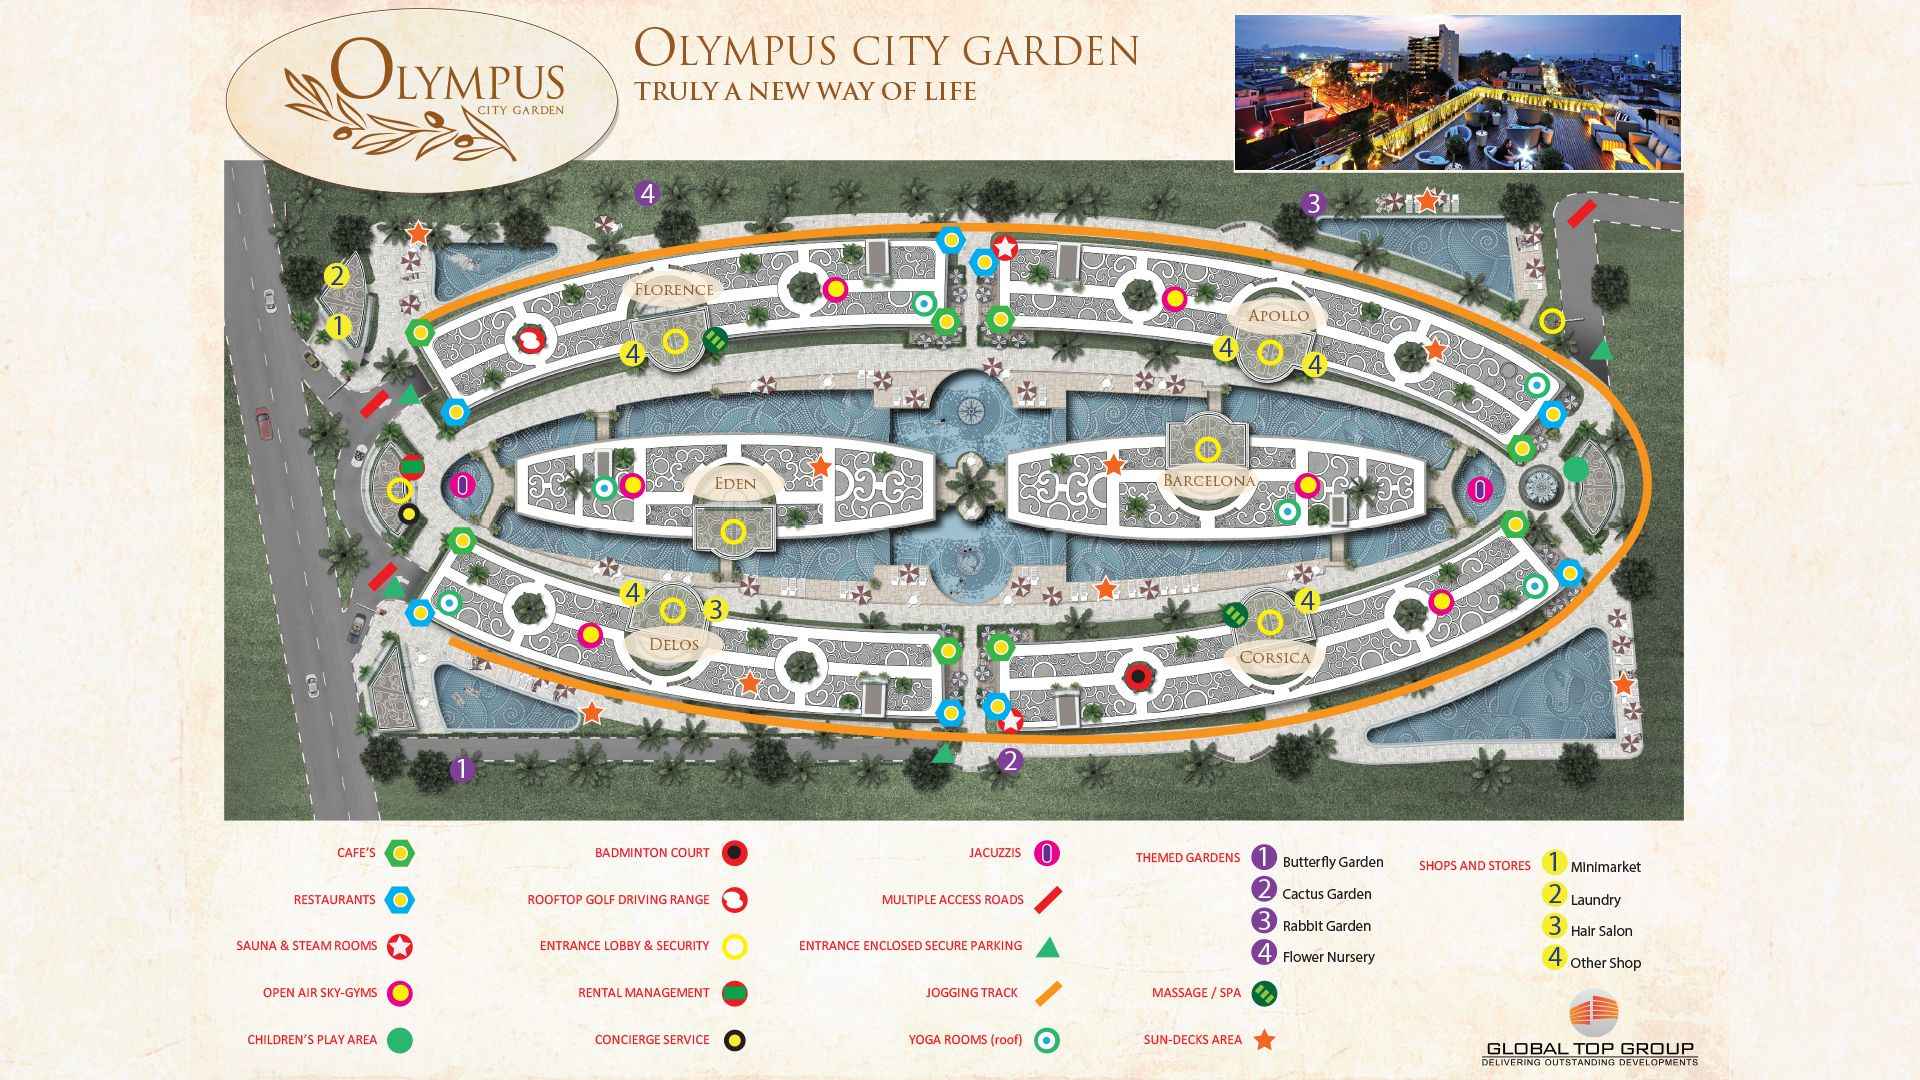 OLYMPUS
CITY GARDEN
OLYMPUS CITY GARDEN
TRULY A NEW WAY OF LIFE
4
3
2
1
FLORENCE
APOLLO
4
4
4
0
EDEN
BARCELONA
0
4
3
4
DELOS
CORSICA
1
2
CAFE'S
RESTAURANTS
SAUNA & STEAM ROOMS
OPEN AIR SKY-GYMS
CHILDREN'S PLAY AREA
BADMINTON COURT
ROOFTOP GOLF DRIVING RANGE
ENTRANCE LOBBY & SECURITY
RENTAL MANAGEMENT
CONCIERGE SERVICE
JACUZZIS 0
MULTIPLE ACCESS ROADS
ENTRANCE ENCLOSED SECURE PARKING
JOGGING TRACK
YOGA ROOMS (roof)
THEMED GARDENS 1 Butterfly Garden
2 Cactus Garden
3 Rabbit Garden
4 Flower Nursery
MASSAGE / SPA
SUN-DECKS AREA
SHOPS AND STORES 1 Minimarket
2 Laundry
3 Hair Salon
4 Other Shop
GLOBAL TOP GROUP
DELIVERING OUTSTANDING DEVELOPMENTS